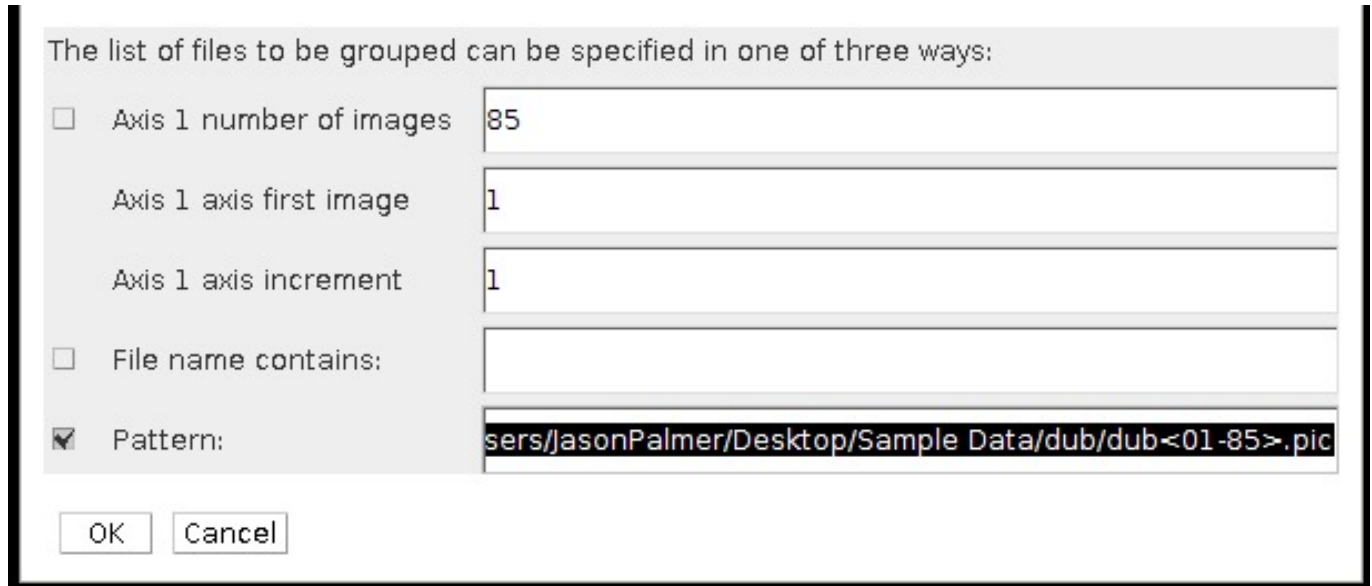 The list of files to be grouped can be specified in one of three ways:
Axis 1 number of images 85
Axis 1 axis first image 1
Axis 1 axis increment 1
File name contains:
Pattern: sers/JasonPalmer/Desktop/Sample Data/dub/dub<01-85>.pic
OK Cancel